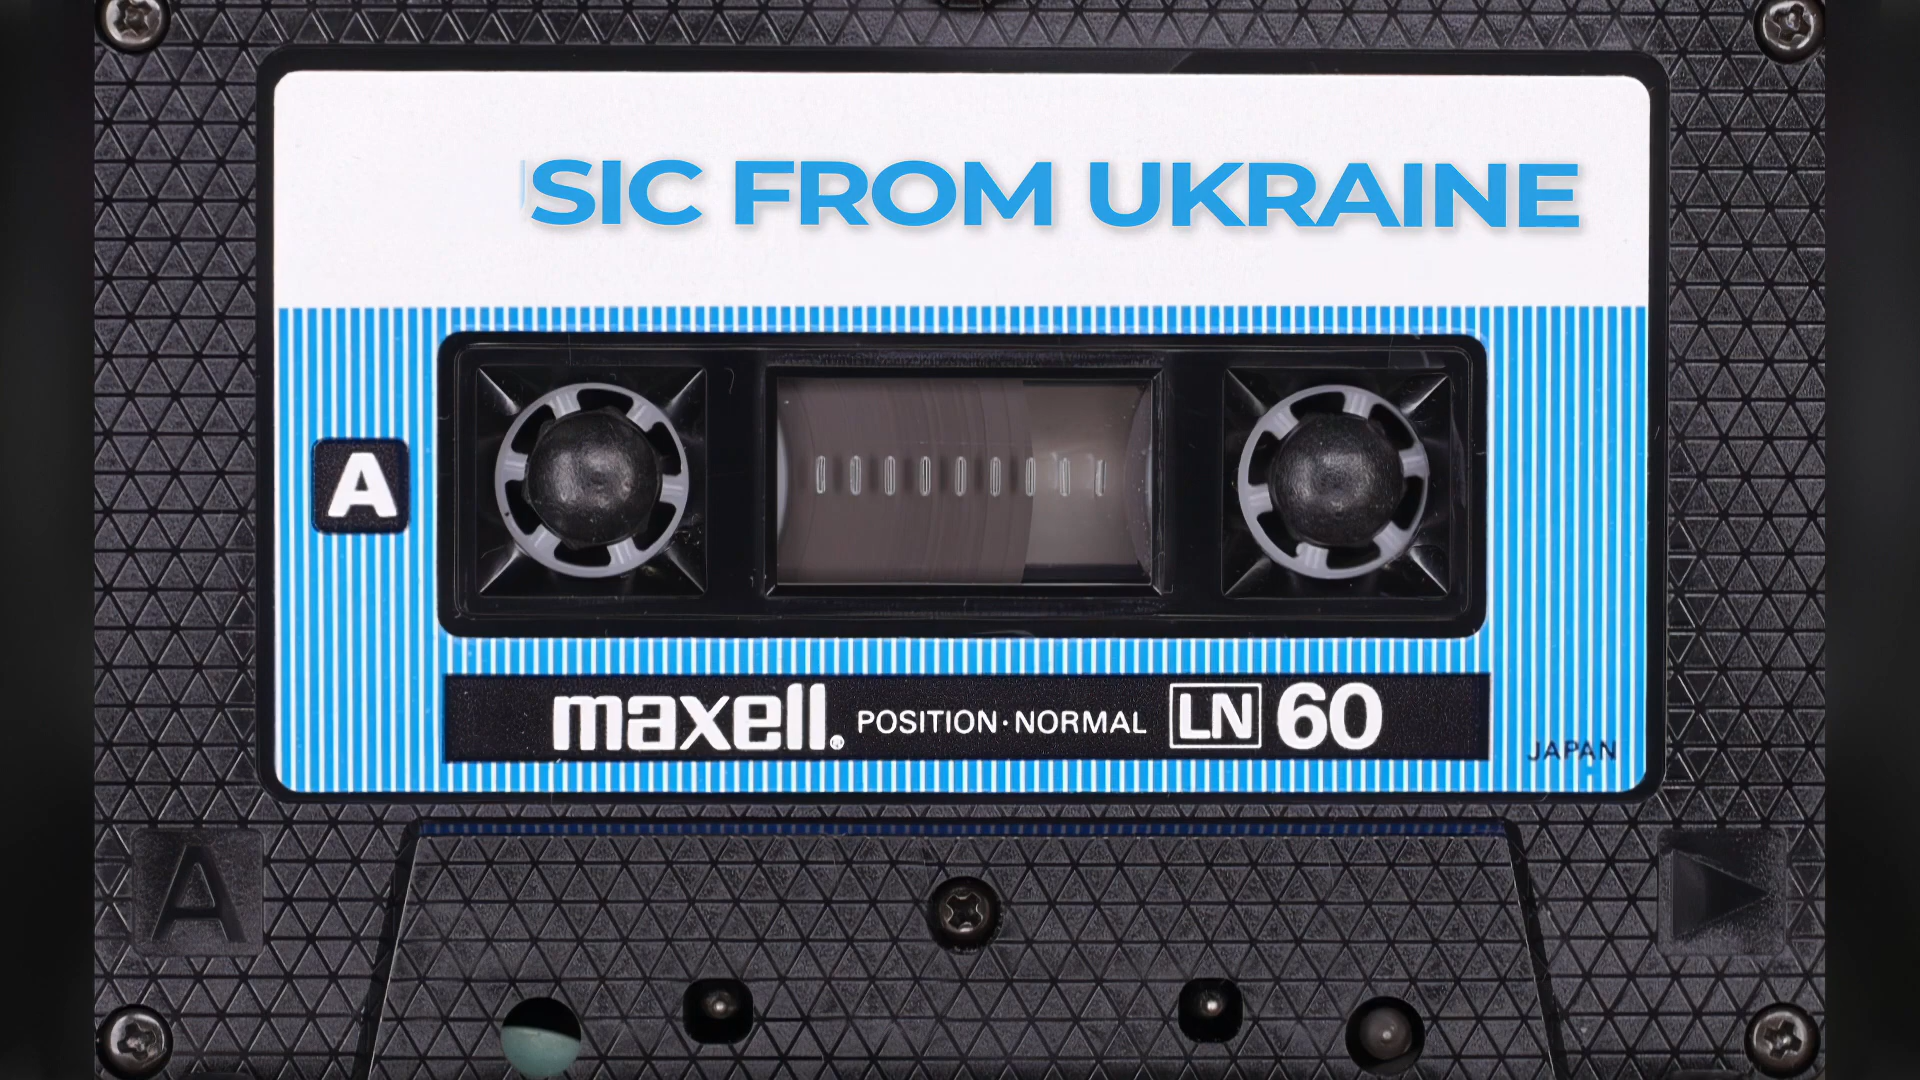 SIC FROM UKRAINE
A
maxell® POSITION·NORMAL LN 60
JAPAN
A